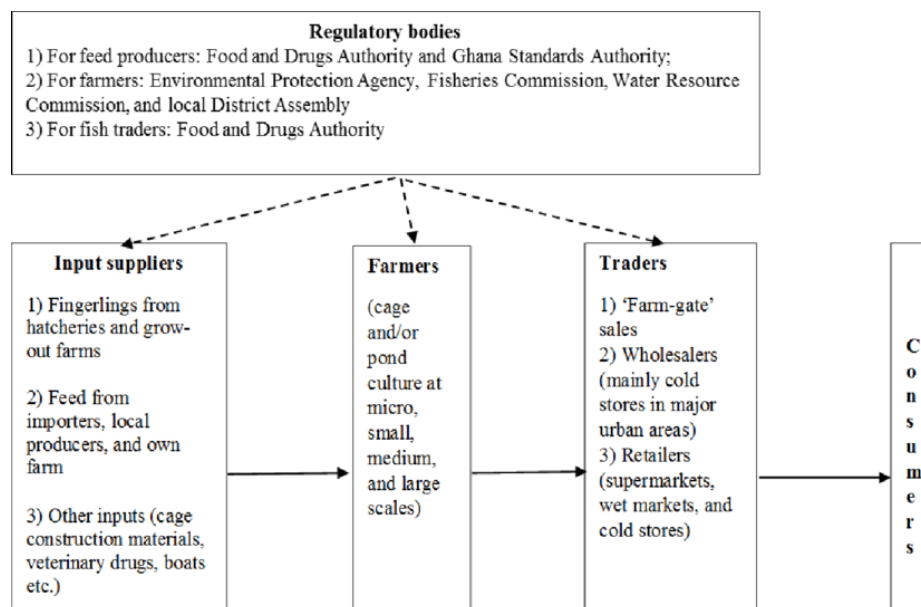 Regulatory bodies
1) For feed producers: Food and Drugs Authority and Ghana Standards Authority;
2) For farmers: Environmental Protection Agency, Fisheries Commission, Water Resource
Commission, and local District Assembly
3) For fish traders: Food and Drugs Authority
Input suppliers
1) Fingerlings from
hatcheries and grow-
out farms
2) Feed from
importers, local
producers, and own
farm
3) Other inputs (cage
construction materials,
veterinary drugs, boats
etc.)
Farmers
(cage
and/or
pond
culture at
micro,
small,
medium,
and large
scales)
Traders
1) ‘Farm-gate’
sales
2) Wholesalers
(mainly cold
stores in major
urban areas)
3) Retailers
(supermarkets,
wet markets, and
cold stores)
C
o
n
s
u
m
e
r
s